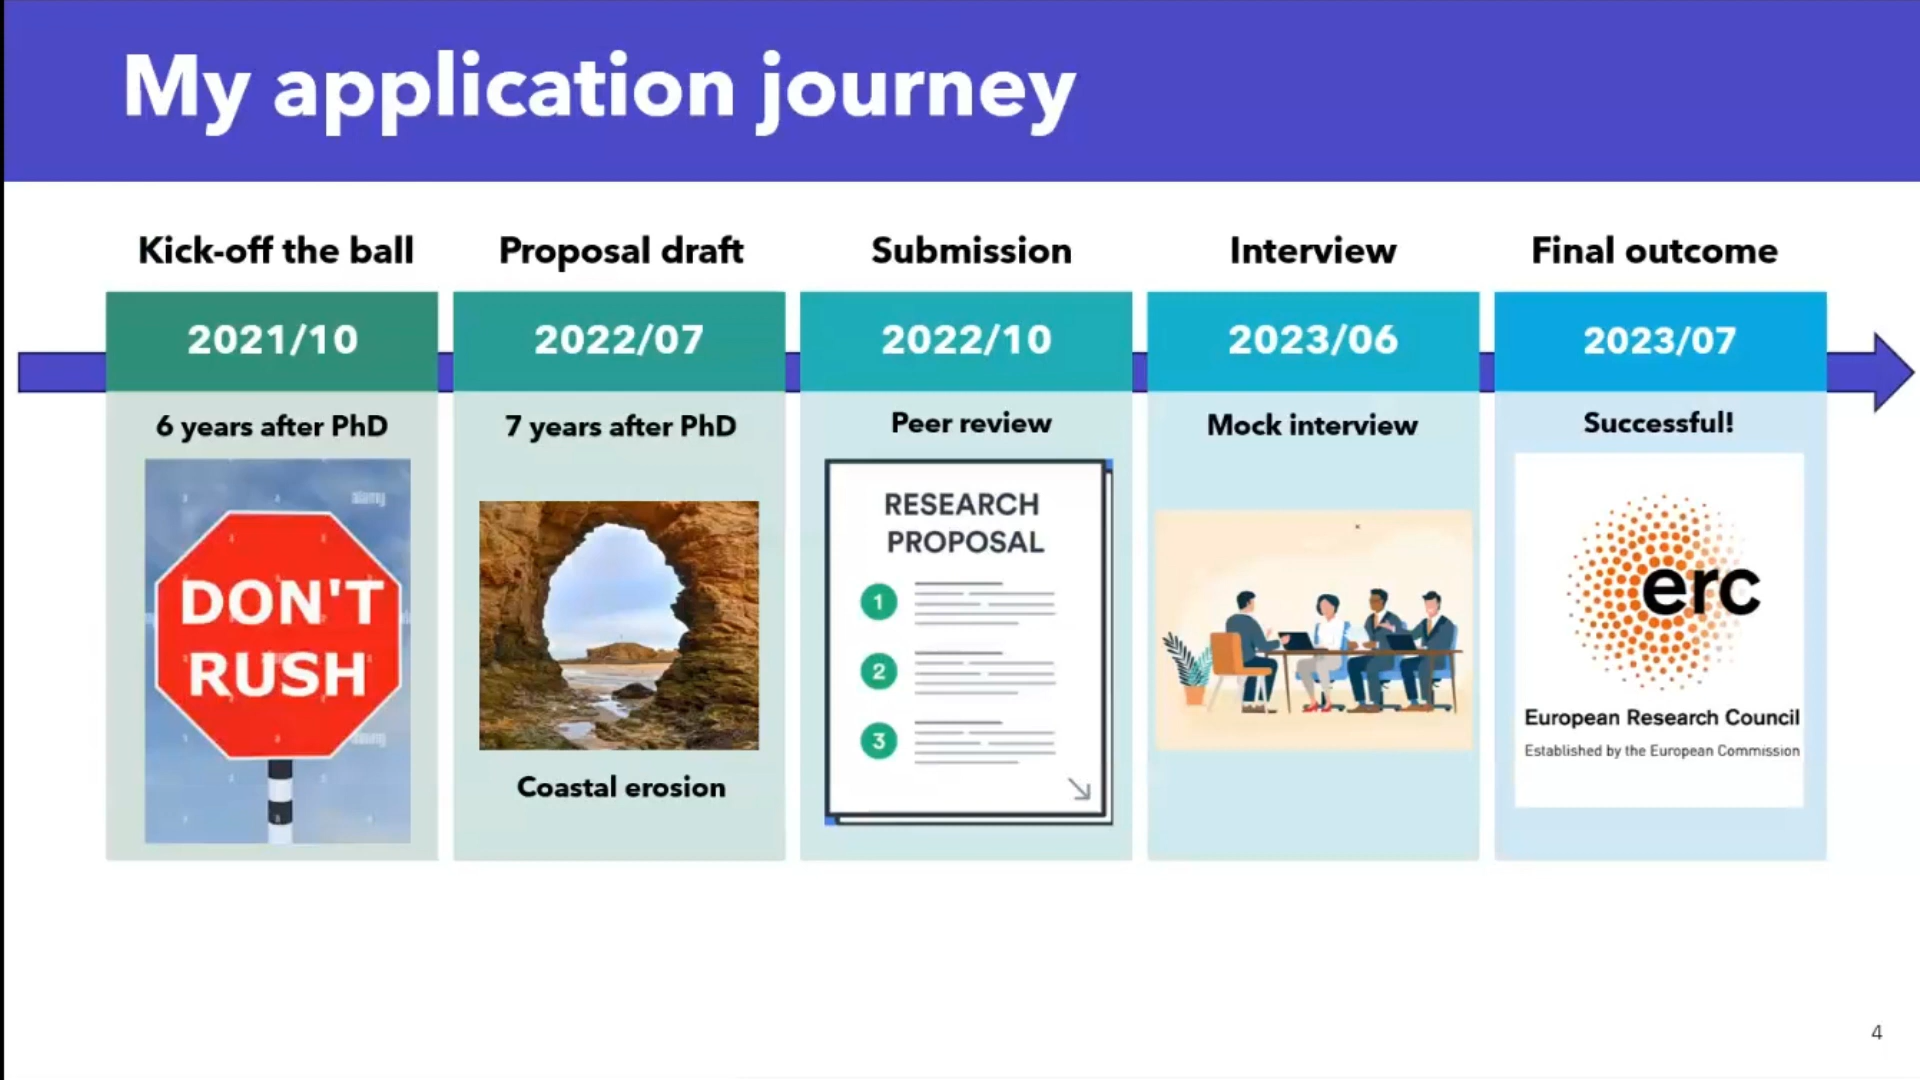 My application journey
Kick-off the ball
2021/10
6 years after PhD
DON'T
RUSH
Proposal draft
2022/07
7 years after PhD
Coastal erosion
Submission
2022/10
Peer review
RESEARCH
PROPOSAL
1
2
3
Interview
2023/06
Mock interview
Final outcome
2023/07
Successful!
erc
European Research Council
Established by the European Commission
4